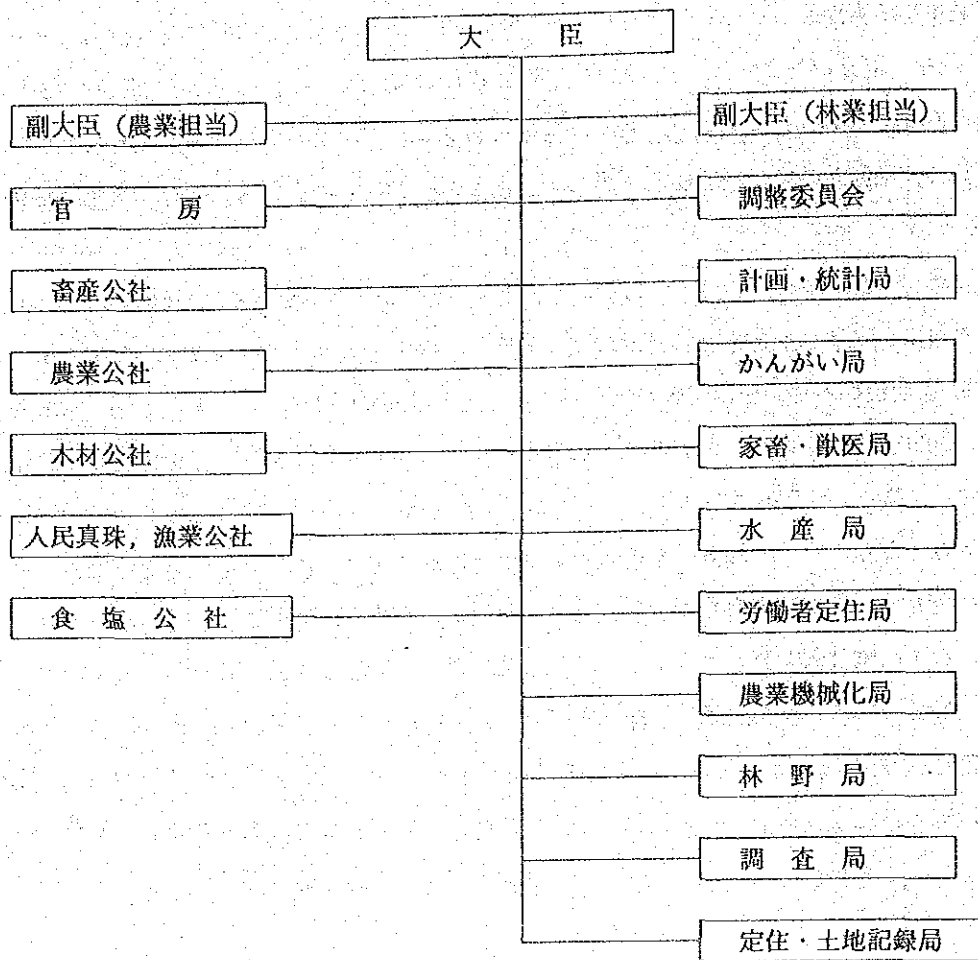 大臣
副大臣（農業担当）
副大臣（林業担当）
官房
調整委員会
畜産公社
計画・統計局
農業公社
かんがい局
木材公社
家畜・獣医局
人民真珠，漁業公社
水産局
食塩公社
労働者定住局
農業機械化局
林野局
調査局
定住・土地記録局